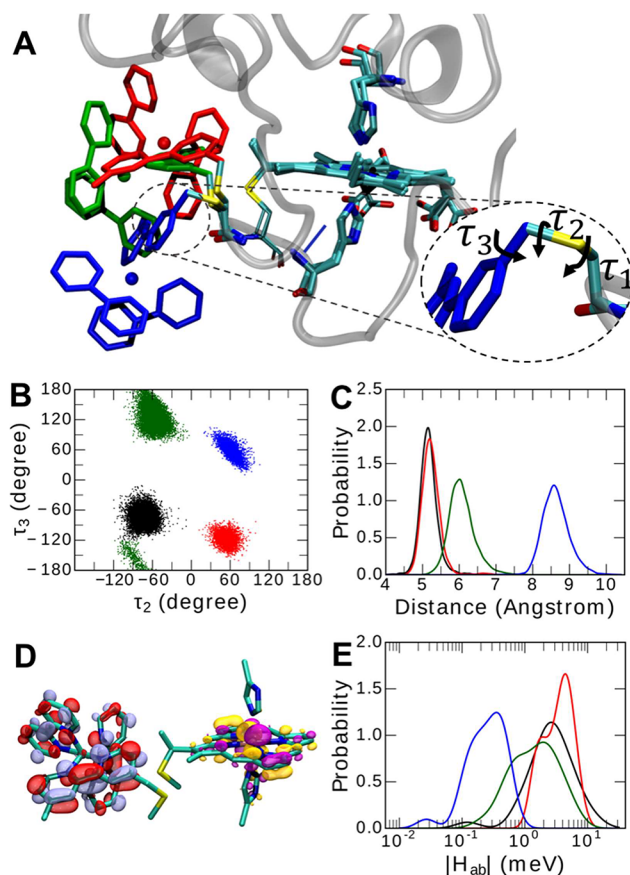 A
τ3
τ2
τ1
B
C
180
120
60
0
−60
−120
−180
τ3 (degree)
−120 −60 0 60 120 180
τ2 (degree)
2.5
2.0
1.5
1.0
0.5
0.0
Probability
4 5 6 7 8 9 10
Distance (Angstrom)
D
E
2.0
1.5
1.0
0.5
0.0
Probability
10-2 10-1 100 101
|Hab| (meV)